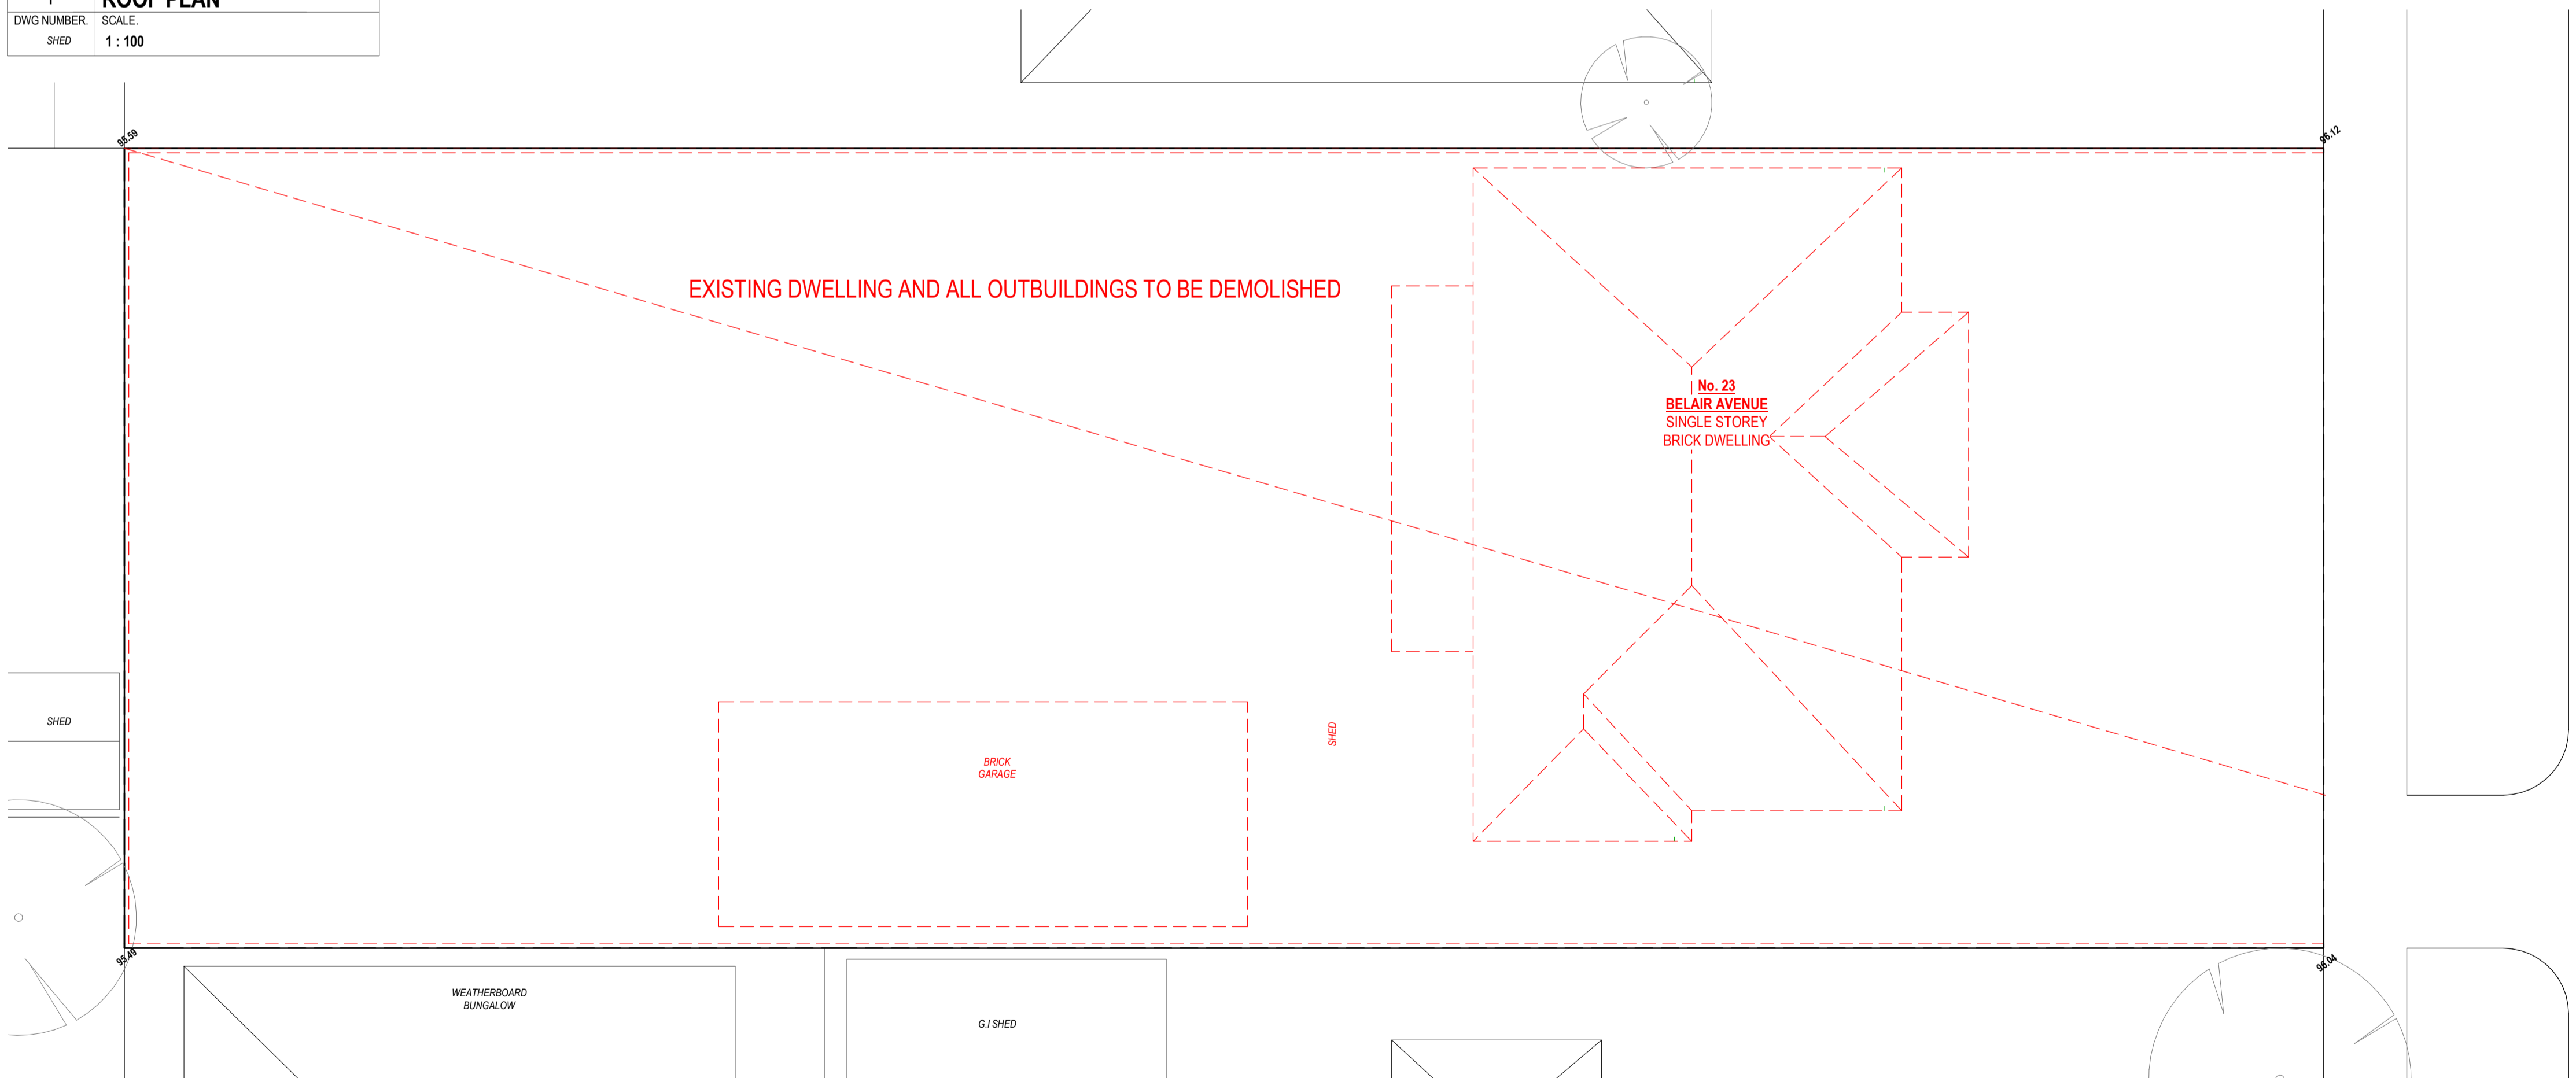 ROOF PLAN
DWG NUMBER.
SCALE.
SHED
1 : 100
95.59
96.12
EXISTING DWELLING AND ALL OUTBUILDINGS TO BE DEMOLISHED
No. 23
BELAIR AVENUE
SINGLE STOREY
BRICK DWELLING
SHED
SHED
BRICK
GARAGE
95.49
96.04
WEATHERBOARD
BUNGALOW
G.I SHED